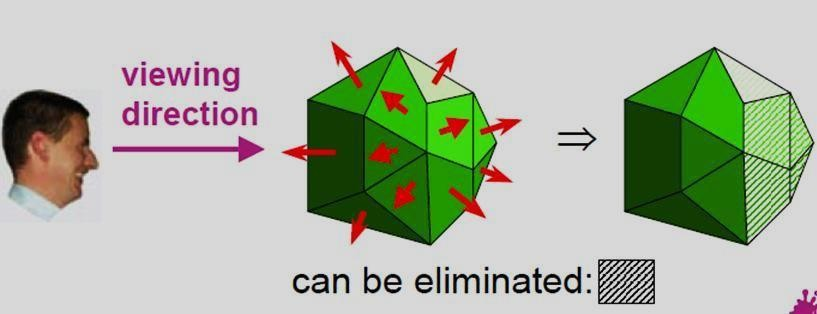 viewing
direction
⇒
can be eliminated: